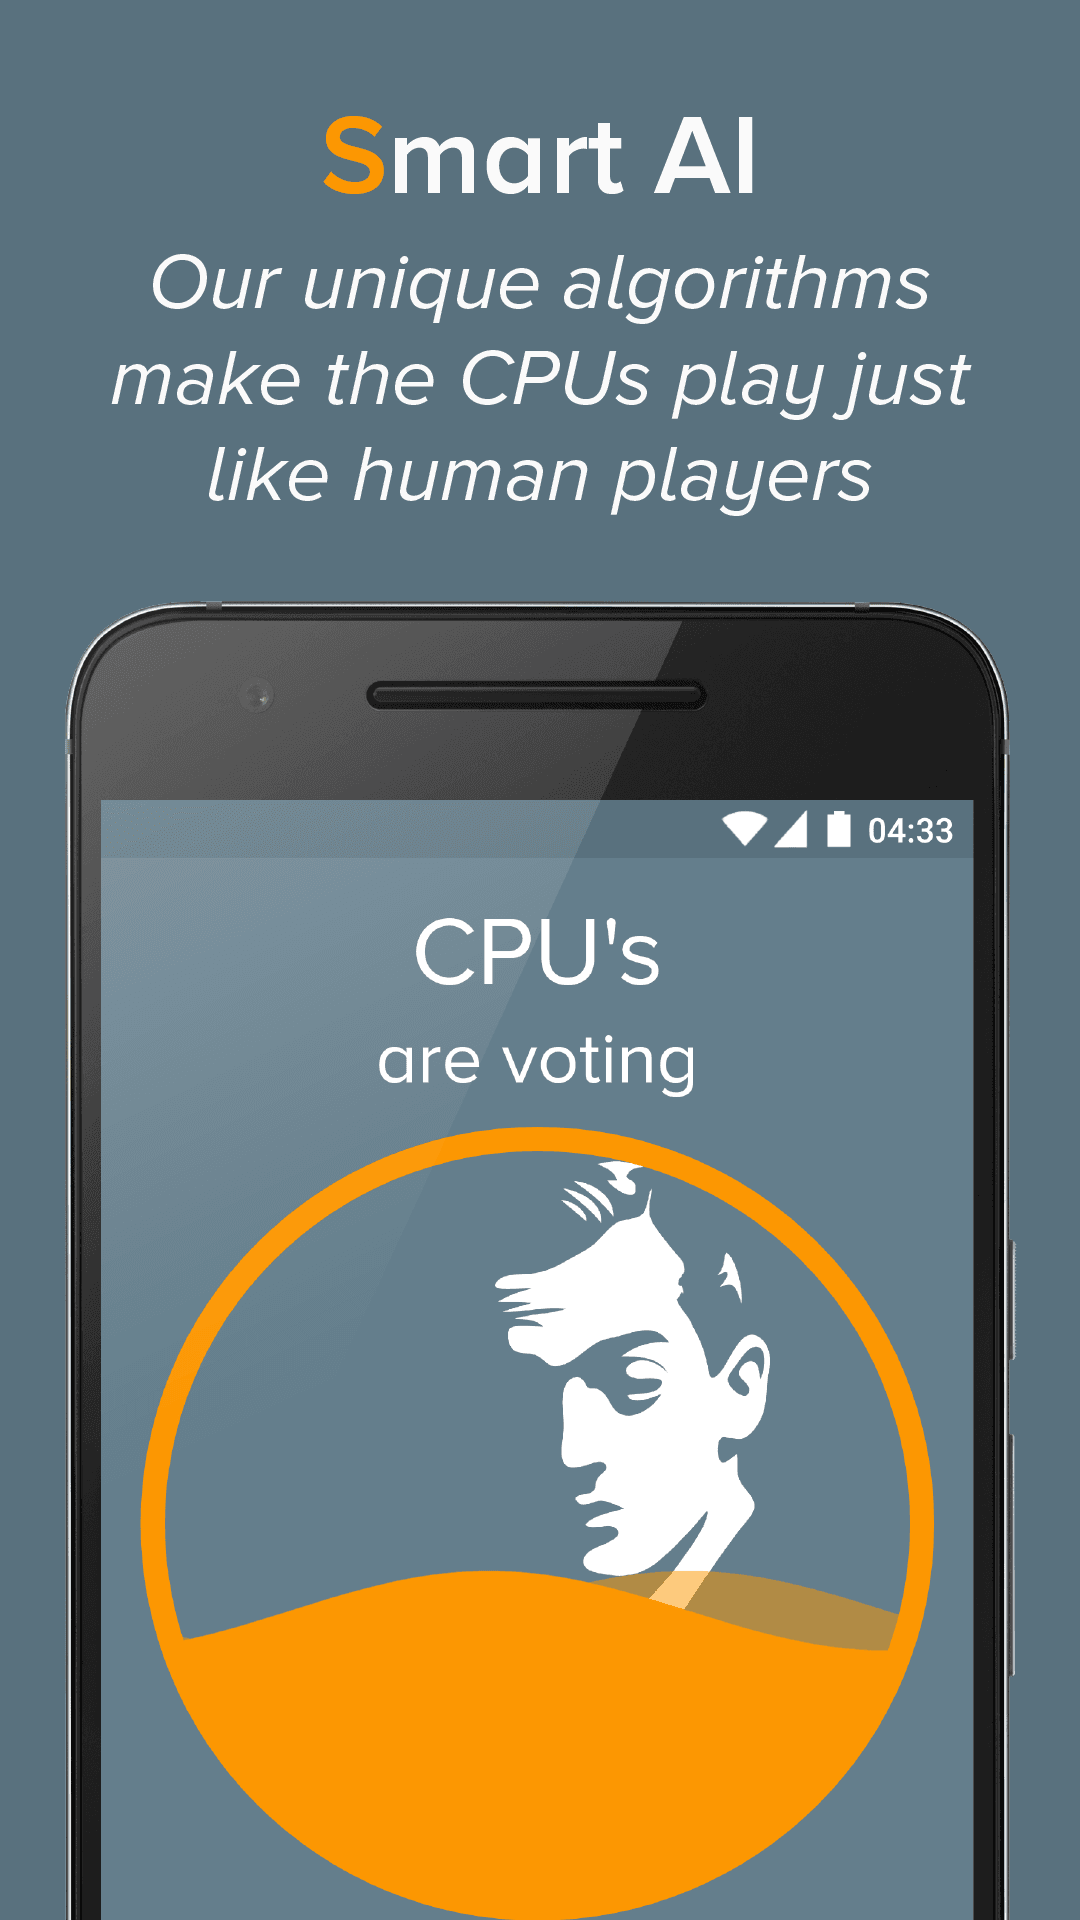 Smart AI
Our unique algorithms
make the CPUs play just
like human players
04:33
CPU's
are voting